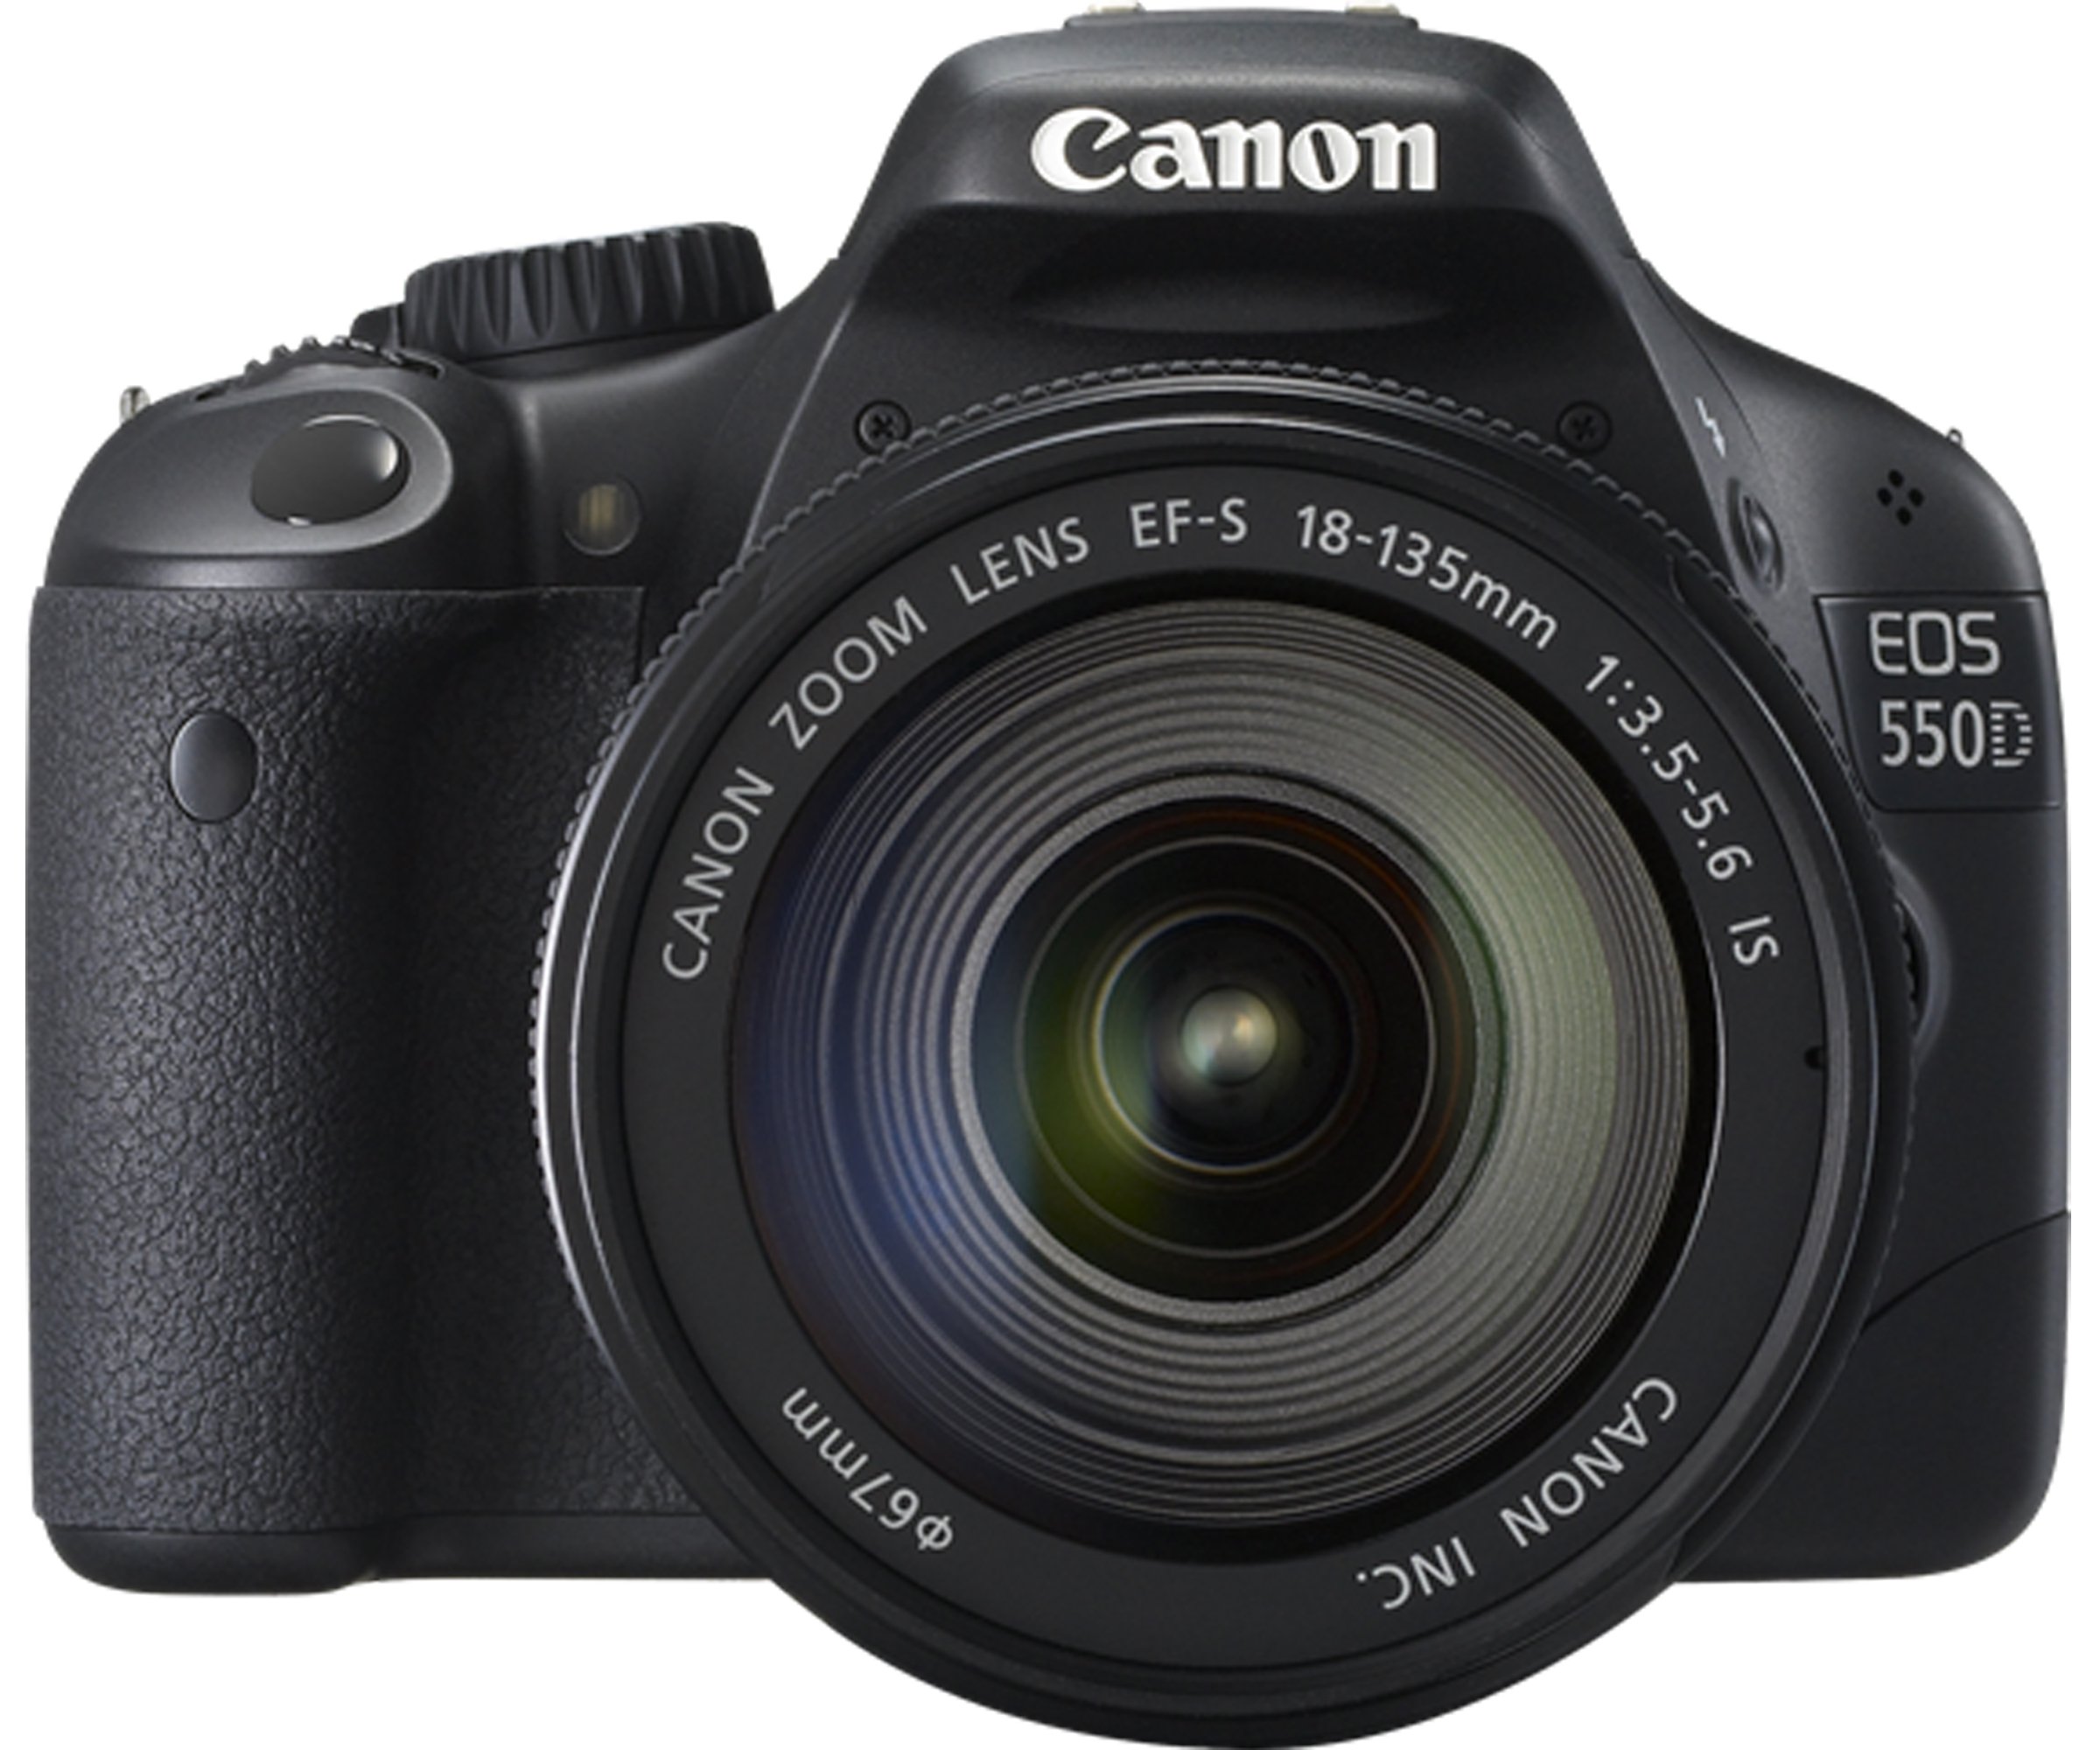 Canon
CANON ZOOM LENS EF-S 18-135mm 1:3.5-5.6 IS
EOS
550D
CANON INC.
φ67mm